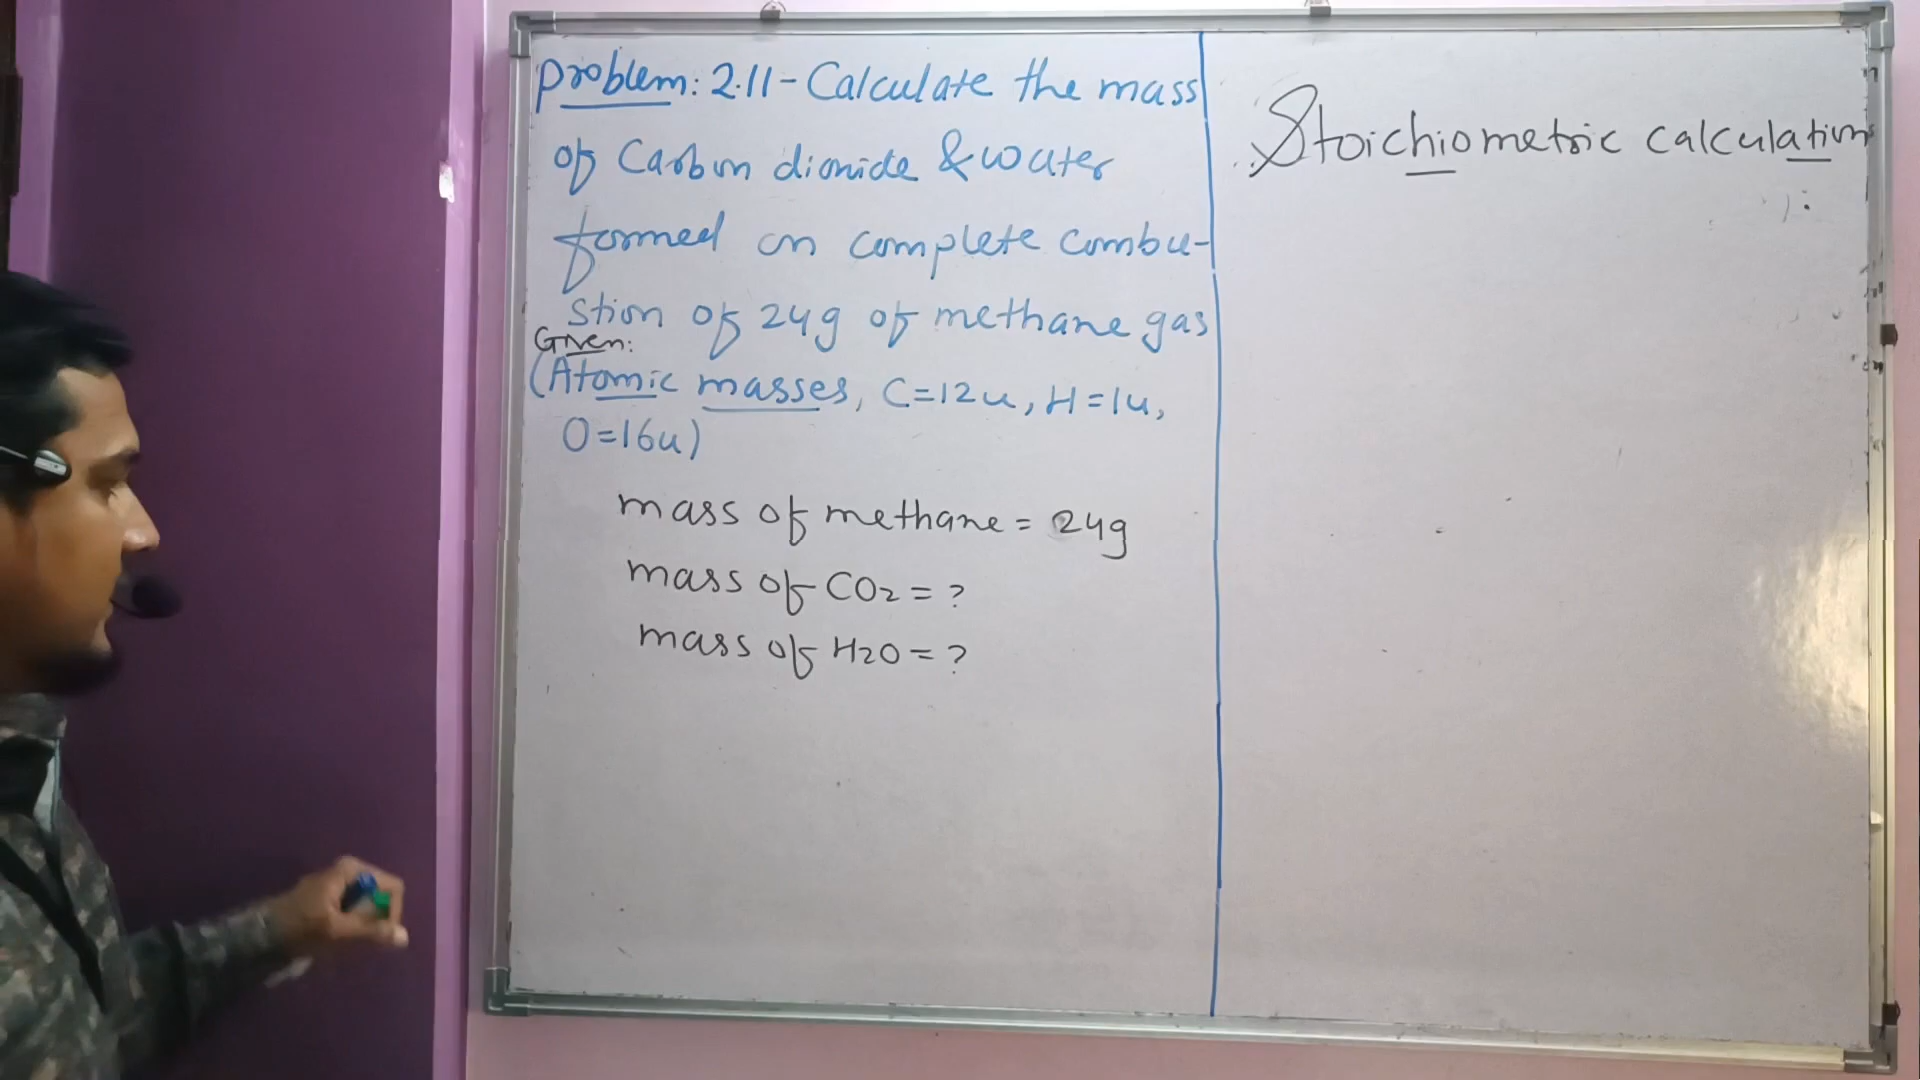 Problem: 2.11 - Calculate the mass
of Carbon dioxide & water
formed on complete combu-
stion of 24g of methane gas
Given:
(Atomic masses, C=12u, H=1u,
O=16u)
mass of methane = 24g
mass of CO2 = ?
mass of H2O = ?
Stoichiometric calculations